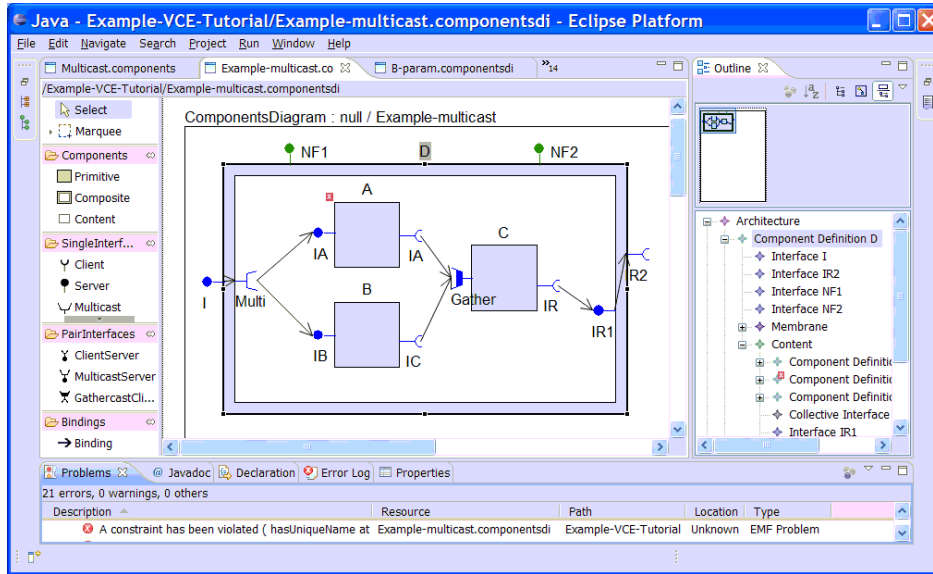 Java - Example-VCE-Tutorial/Example-multicast.componentsdi - Eclipse Platform
File Edit Navigate Search Project Run Window Help
Multicast.components Example-multicast.co B-param.componentsdi »14 Outline
/Example-VCE-Tutorial/Example-multicast.componentsdi
Select
Marquee
Components
Primitive
Composite
Content
SingleInterf...
Client
Server
Multicast
PairInterfaces
ClientServer
MulticastServer
GathercastCli...
Bindings
Binding
ComponentsDiagram : null / Example-multicast
NF1 D NF2
A
IA IA
C
I Multi
B
Gather IR
R2
IR1
IB IC
Architecture
Component Definition D
Interface I
Interface IR2
Interface NF1
Interface NF2
Membrane
Content
Component Definitic
Component Definitic
Component Definitic
Collective Interface
Interface IR1
Problems @ Javadoc Declaration Error Log Properties
21 errors, 0 warnings, 0 others
Description Resource Path Location Type
A constraint has been violated ( hasUniqueName at Example-multicast.componentsdi Example-VCE-Tutorial Unknown EMF Problem